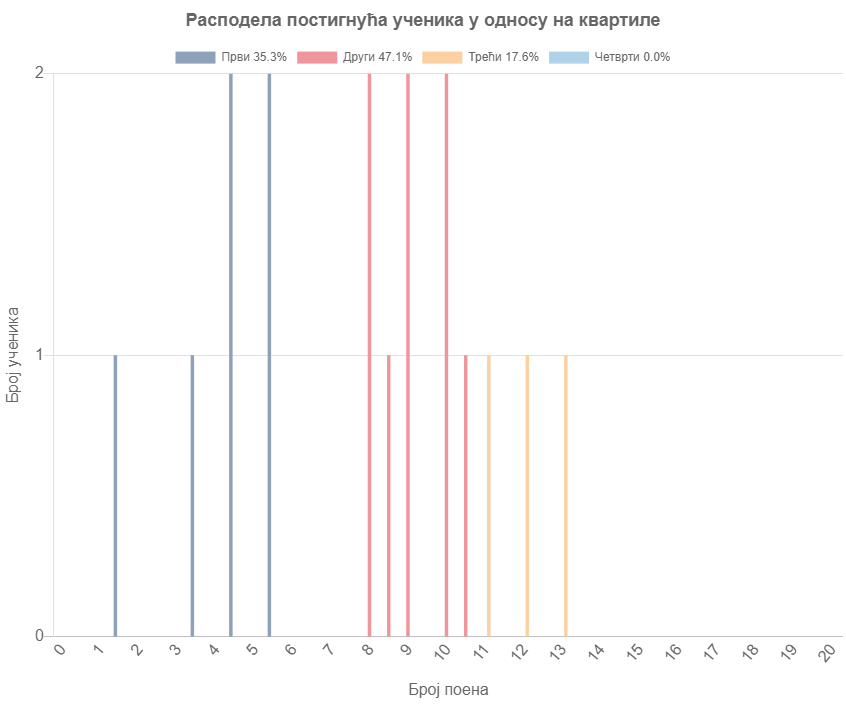 Расподела постигнућа ученика у односу на квартиле
Први 35.3% Други 47.1% Трећи 17.6% Четврти 0.0%
2
1
0
Број ученика
0 1 2 3 4 5 6 7 8 9 10 11 12 13 14 15 16 17 18 19 20
Број поена